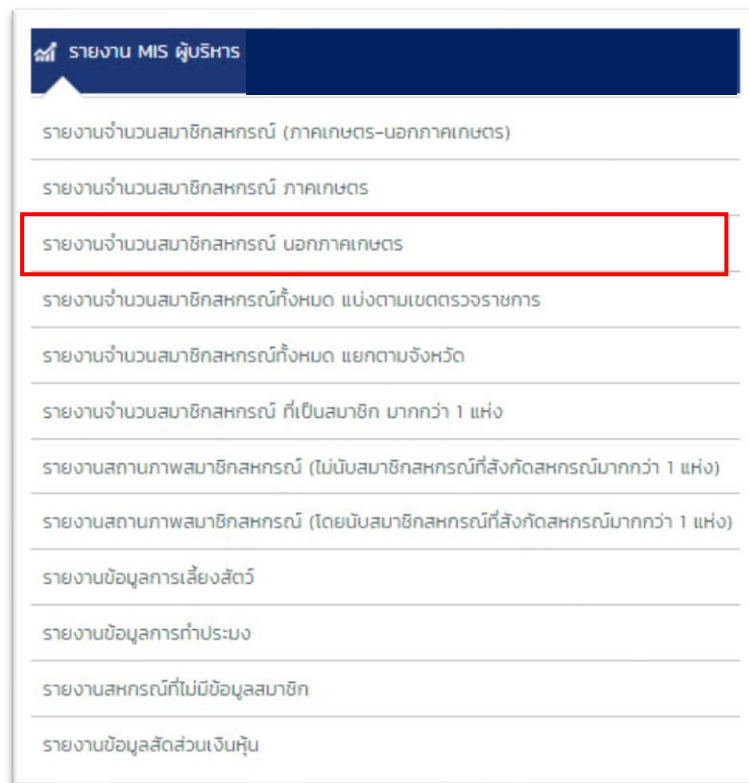 รายงาน MIS ผู้บริหาร
รายงานจำนวนสมาชิกสหกรณ์ (ภาคเกษตร-นอกภาคเกษตร)
รายงานจำนวนสมาชิกสหกรณ์ ภาคเกษตร
รายงานจำนวนสมาชิกสหกรณ์ นอกภาคเกษตร
รายงานจำนวนสมาชิกสหกรณ์ทั้งหมด แบ่งตามเขตตรวจราชการ
รายงานจำนวนสมาชิกสหกรณ์ทั้งหมด แยกตามจังหวัด
รายงานจำนวนสมาชิกสหกรณ์ ที่เป็นสมาชิก มากกว่า 1 แห่ง
รายงานสถานภาพสมาชิกสหกรณ์ (ไม่นับสมาชิกสหกรณ์ที่สังกัดสหกรณ์มากกว่า 1 แห่ง)
รายงานสถานภาพสมาชิกสหกรณ์ (โดยนับสมาชิกสหกรณ์ที่สังกัดสหกรณ์มากกว่า 1 แห่ง)
รายงานข้อมูลการเลี้ยงสัตว์
รายงานข้อมูลการทำประมง
รายงานสหกรณ์ที่ไม่มีข้อมูลสมาชิก
รายงานข้อมูลสัดส่วนเงินหุ้น